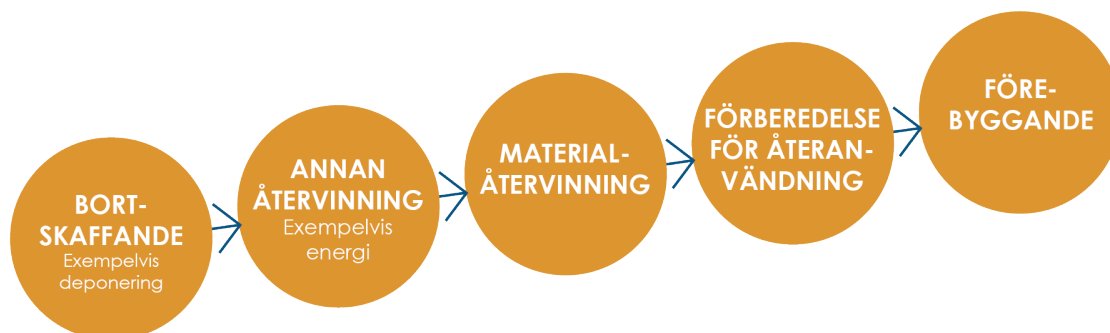 BORT-
SKAFFANDE
Exempelvis
deponering
ANNAN
ÅTERVINNING
Exempelvis
energi
MATERIAL-
ÅTERVINNING
FÖRBEREDELSE
FÖR ÅTERAN-
VÄNDNING
FÖRE-
BYGGANDE